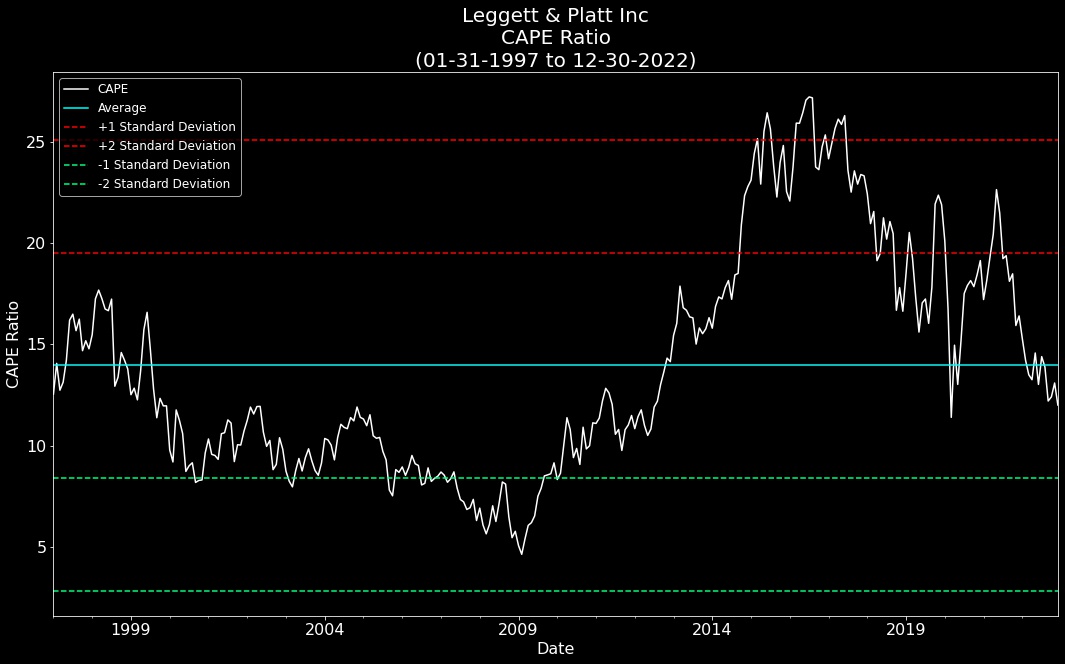 Leggett & Platt Inc
CAPE Ratio
(01-31-1997 to 12-30-2022)
CAPE
Average
+1 Standard Deviation
+2 Standard Deviation
-1 Standard Deviation
-2 Standard Deviation
CAPE Ratio
25
20
15
10
5
1999
2004
2009
2014
2019
Date